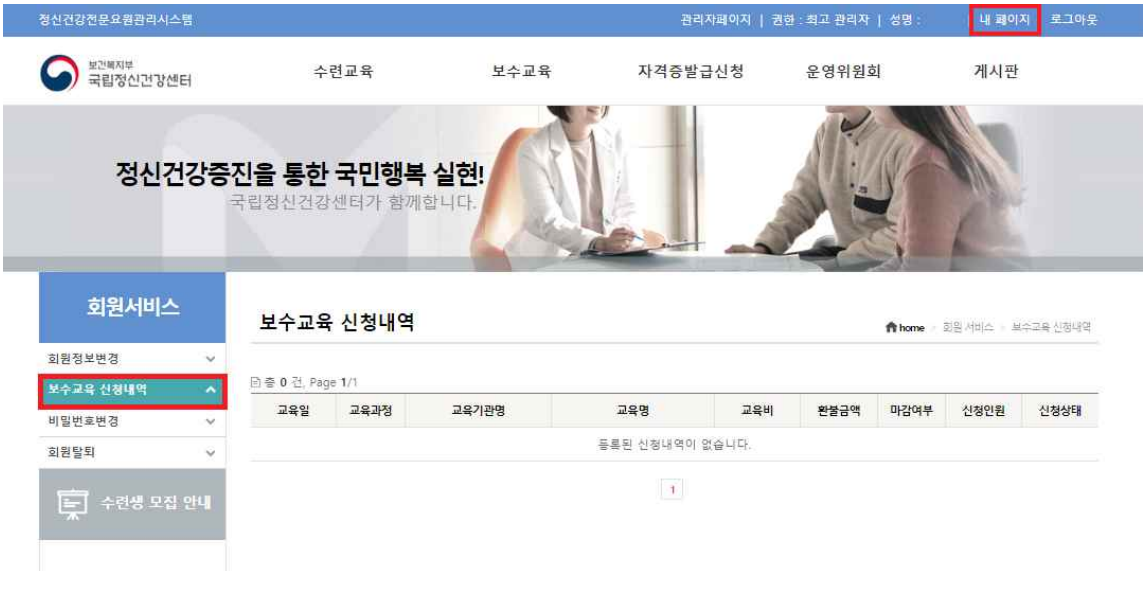 정신건강전문요원관리시스템
관리자페이지 | 권한 : 최고 관리자 | 성명 : 내 페이지 로그아웃
보건복지부
국립정신건강센터
수련교육 보수교육 자격증발급신청 운영위원회 게시판
정신건강증진을 통한 국민행복 실현!
국립정신건강센터가 함께합니다.
회원서비스
회원정보변경
보수교육 신청내역
비밀번호변경
회원탈퇴
수련생 모집 안내
보수교육 신청내역
home > 회원 서비스 > 보수교육 신청내역
총 0 건, Page 1/1
교육일 교육과정 교육기관명 교육명 교육비 환불금액 마감여부 신청인원 신청상태
등록된 신청내역이 없습니다.
1